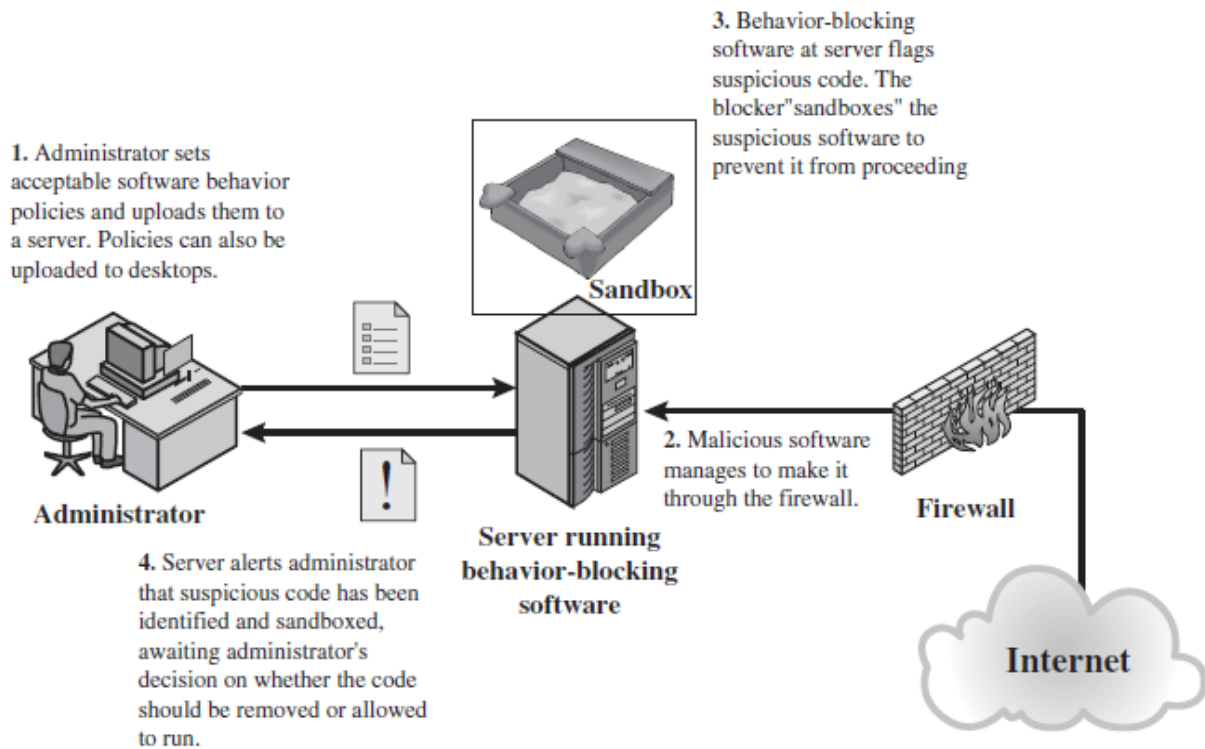 1. Administrator sets
acceptable software behavior
policies and uploads them to
a server. Policies can also be
uploaded to desktops.
3. Behavior-blocking
software at server flags
suspicious code. The
blocker"sandboxes" the
suspicious software to
prevent it from proceeding
Sandbox
Administrator
!
2. Malicious software
manages to make it
through the firewall.
Firewall
Server running
behavior-blocking
software
4. Server alerts administrator
that suspicious code has been
identified and sandboxed,
awaiting administrator's
decision on whether the code
should be removed or allowed
to run.
Internet